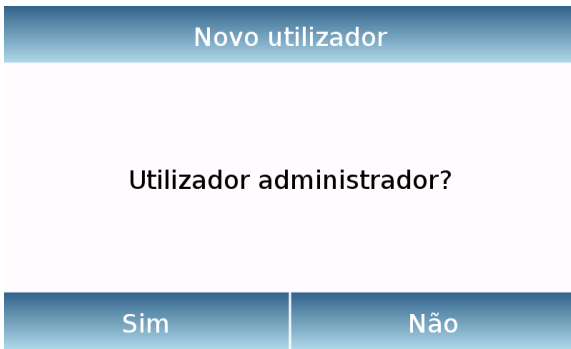 Novo utilizador
Utilizador administrador?
Sim
Não